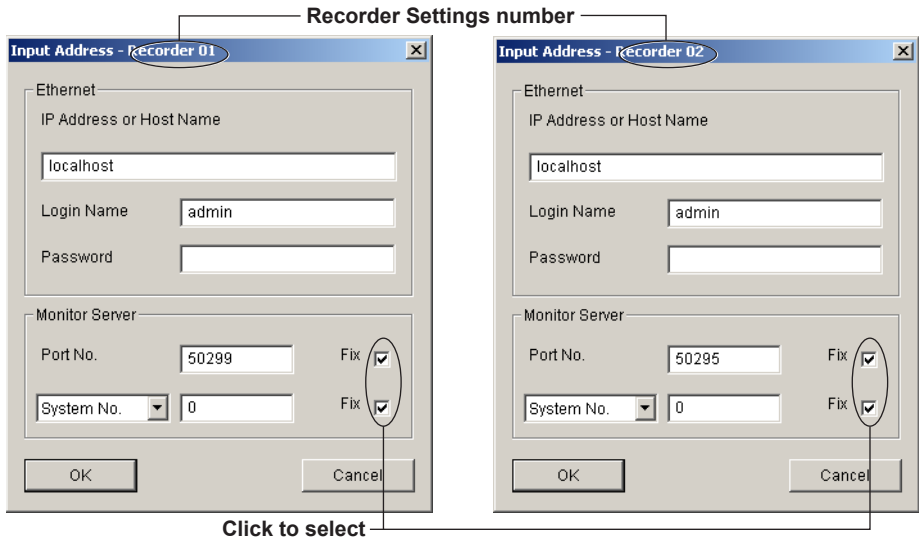 Recorder Settings number
Input Address - Recorder 01
Ethernet
IP Address or Host Name
localhost
Login Name admin
Password
Monitor Server
Port No. 50299 Fix
System No. 0 Fix
OK Cancel
Input Address - Recorder 02
Ethernet
IP Address or Host Name
localhost
Login Name admin
Password
Monitor Server
Port No. 50295 Fix
System No. 0 Fix
OK Cancel
Click to select